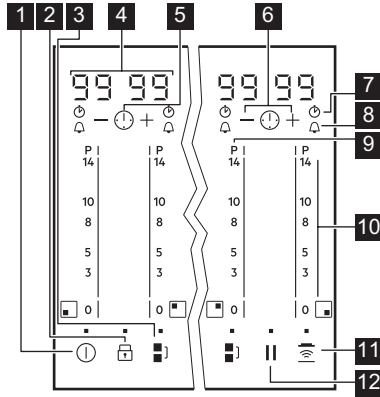 1 2 3 4 5 6
99 99 99 99
7
8
− + − +
9
P P P P
14 14 14 14
10 10 10 10
10
8 8 8 8
5 5 5 5
3 3 3 3
0 0 0 0
11
12